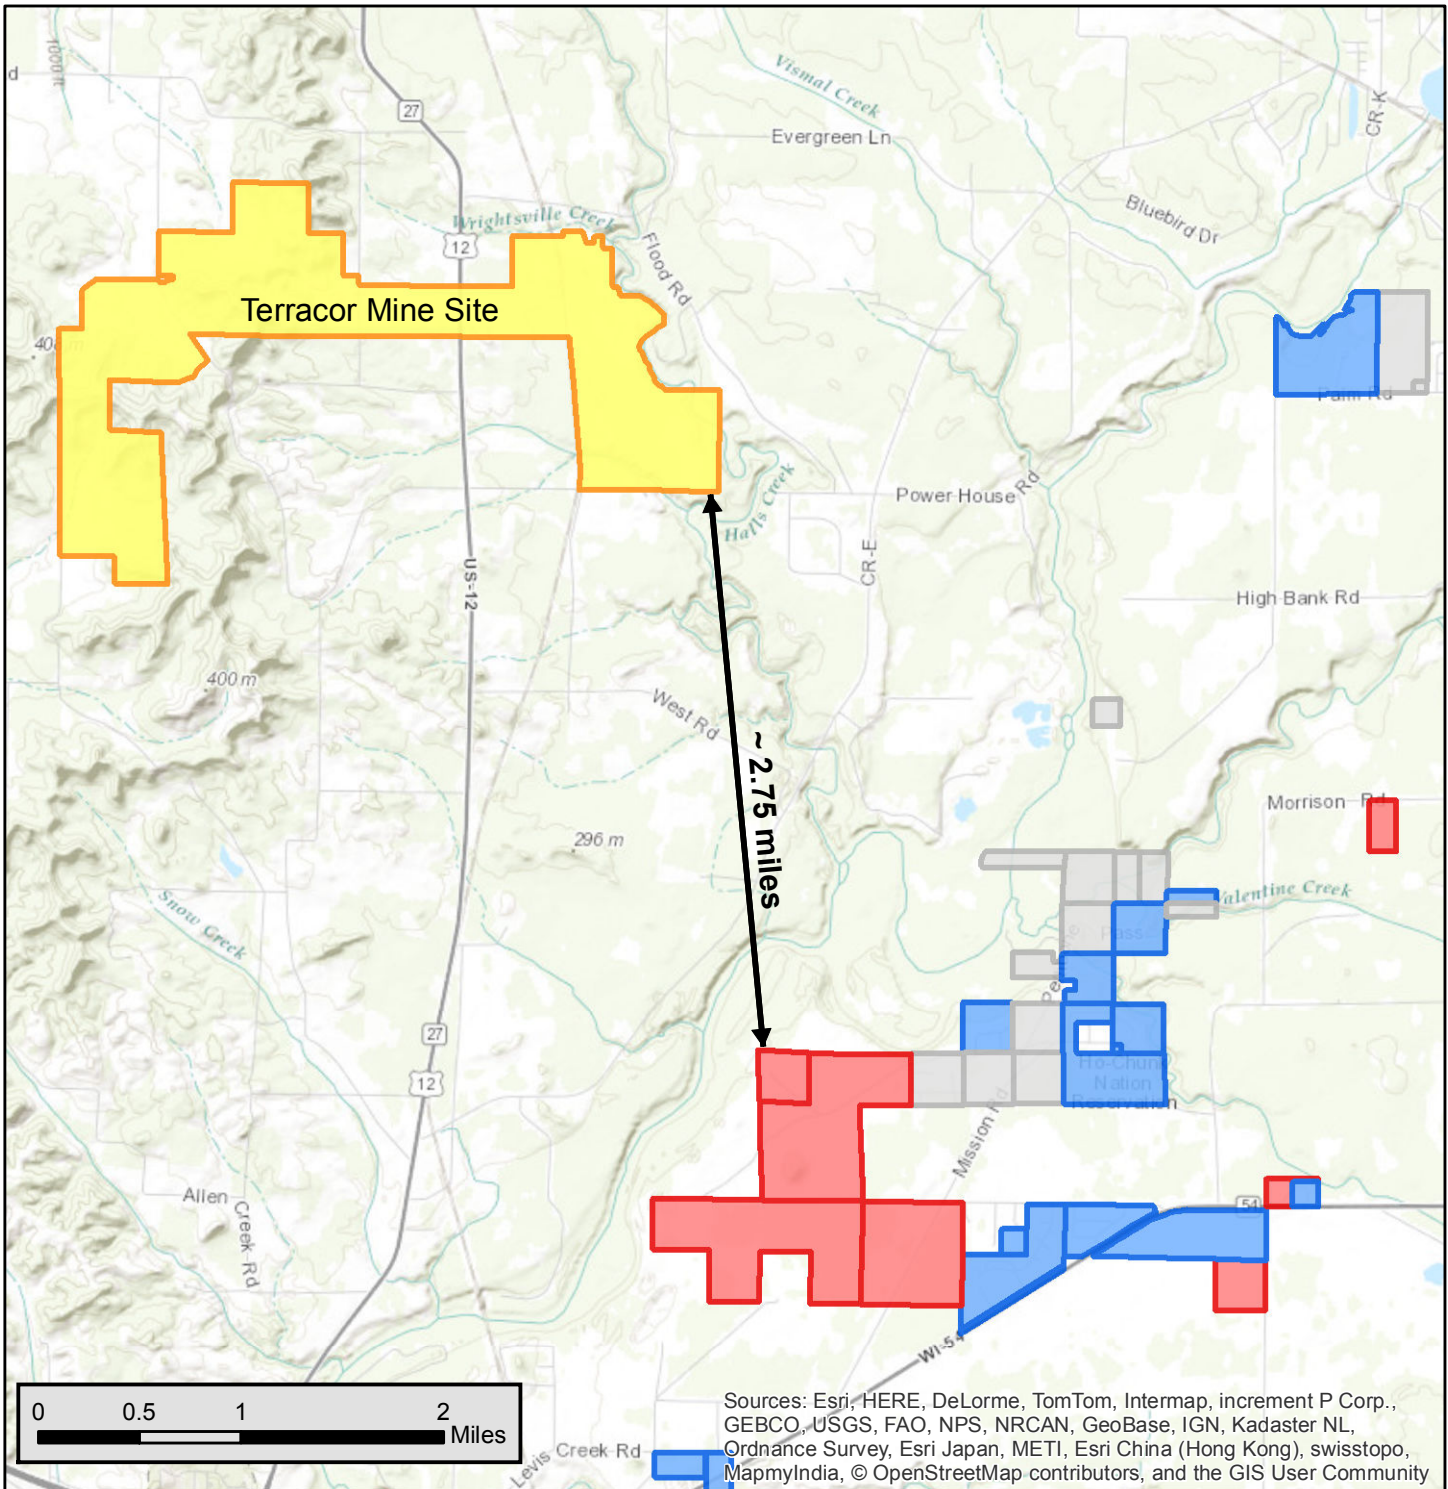 1000 ft
d
27
Vismal Creek
Evergreen Ln
CR-K
Wrightsville Creek
Bluebird Dr
12
Flood Rd
Terracor Mine Site
408 m
Palm Rd
Power House Rd
Halls Creek
CR-E
US-12
High Bank Rd
400 m
West Rd
~ 2.75 miles
Morrison Rd
296 m
Snow Creek
Valentine Creek
27
12
Ho-Chunk
Nation
Reservation
Mission Rd
Allen
Creek Rd
54
WI-54
0 0.5 1 2
Miles
Levis Creek Rd
Sources: Esri, HERE, DeLorme, TomTom, Intermap, increment P Corp.,
GEBCO, USGS, FAO, NPS, NRCAN, GeoBase, IGN, Kadaster NL,
Ordnance Survey, Esri Japan, METI, Esri China (Hong Kong), swisstopo,
MapmyIndia, © OpenStreetMap contributors, and the GIS User Community